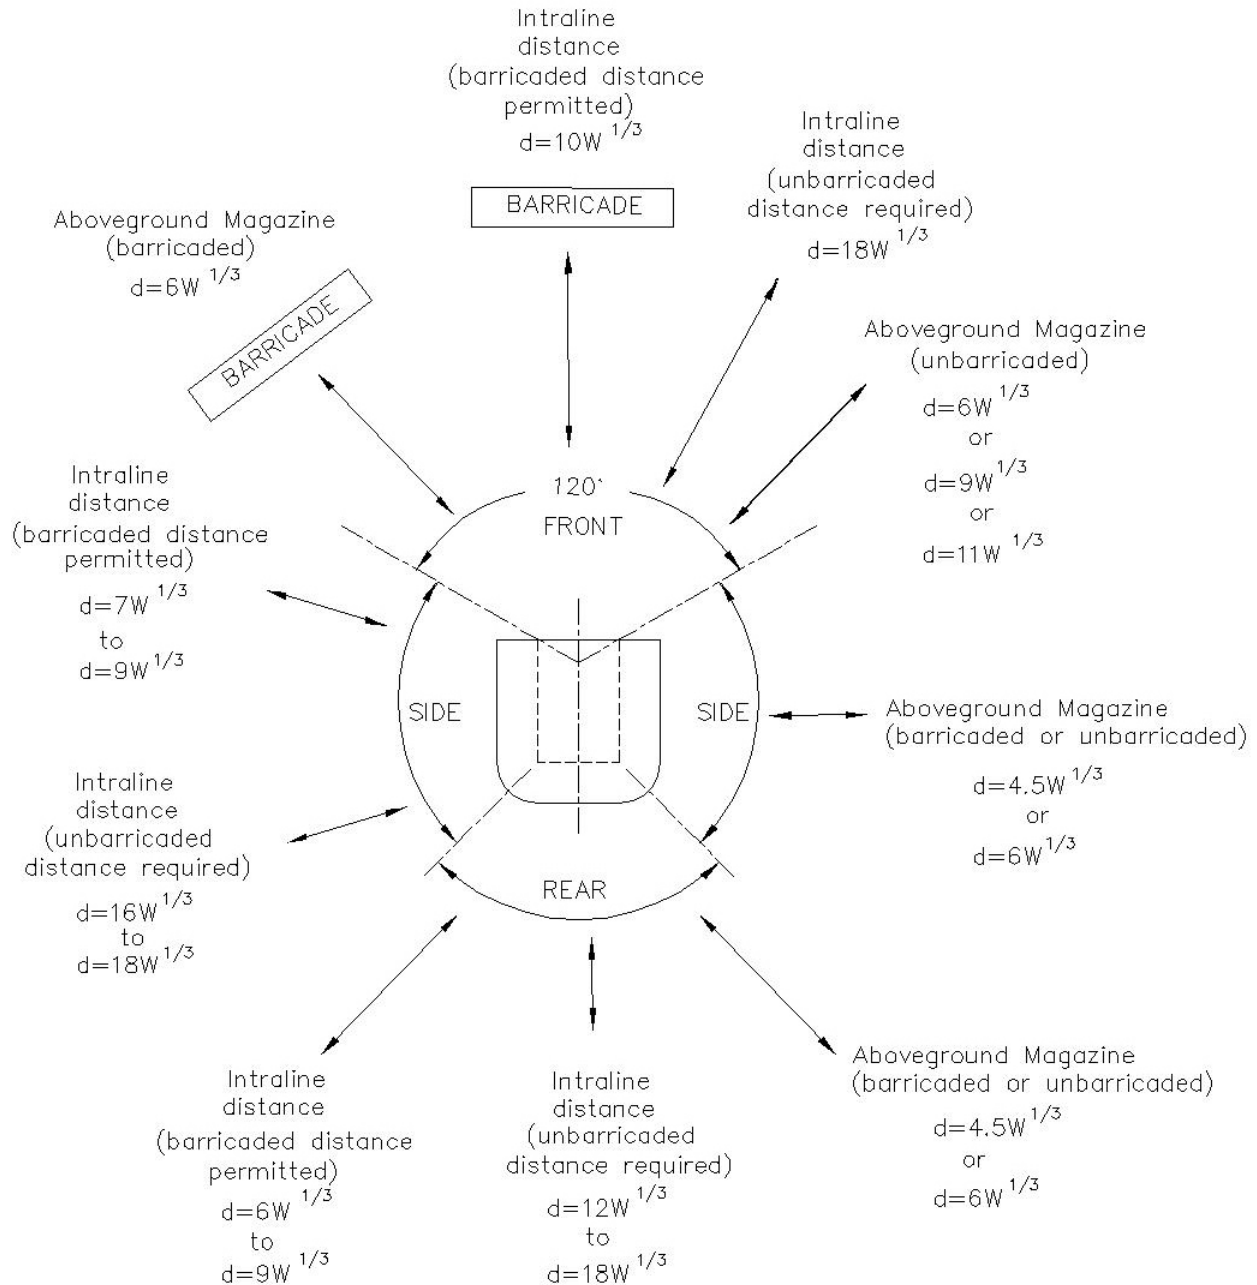 Intraline
distance
(barricaded distance
permitted)
d=10W 1/3
BARRICADE
Intraline
distance
(unbarricaded
distance required)
d=18W 1/3
Aboveground Magazine
(barricaded)
d=6W 1/3
BARRICADE
Aboveground Magazine
(unbarricaded)
d=6W 1/3
or
d=9W 1/3
or
d=11W 1/3
120'
FRONT
Intraline
distance
(barricaded distance
permitted)
d=7W 1/3
to
d=9W 1/3
SIDE
SIDE
Aboveground Magazine
(barricaded or unbarricaded)
d=4.5W 1/3
or
d=6W 1/3
Intraline
distance
(unbarricaded
distance required)
d=16W 1/3
to
d=18W 1/3
REAR
Intraline
distance
(barricaded distance
permitted)
d=6W 1/3
to
d=9W 1/3
Intraline
distance
(unbarricaded
distance required)
d=12W 1/3
to
d=18W 1/3
Aboveground Magazine
(barricaded or unbarricaded)
d=4.5W 1/3
or
d=6W 1/3